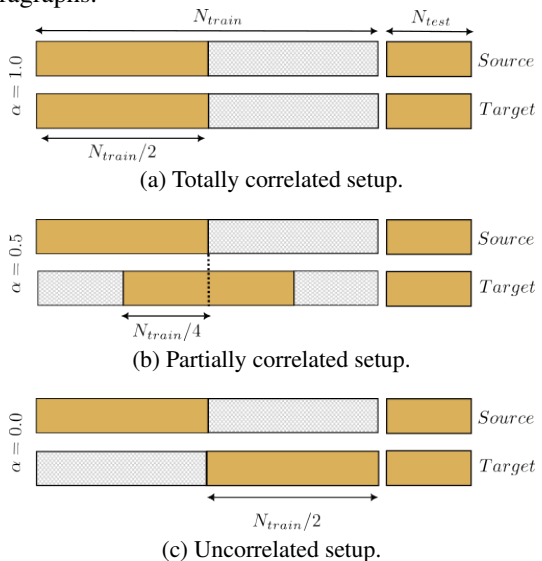 ragraphs.
N_train N_test
α = 1.0
Source
Target
N_train/2
(a) Totally correlated setup.
α = 0.5
Source
Target
N_train/4
(b) Partially correlated setup.
α = 0.0
Source
Target
N_train/2
(c) Uncorrelated setup.